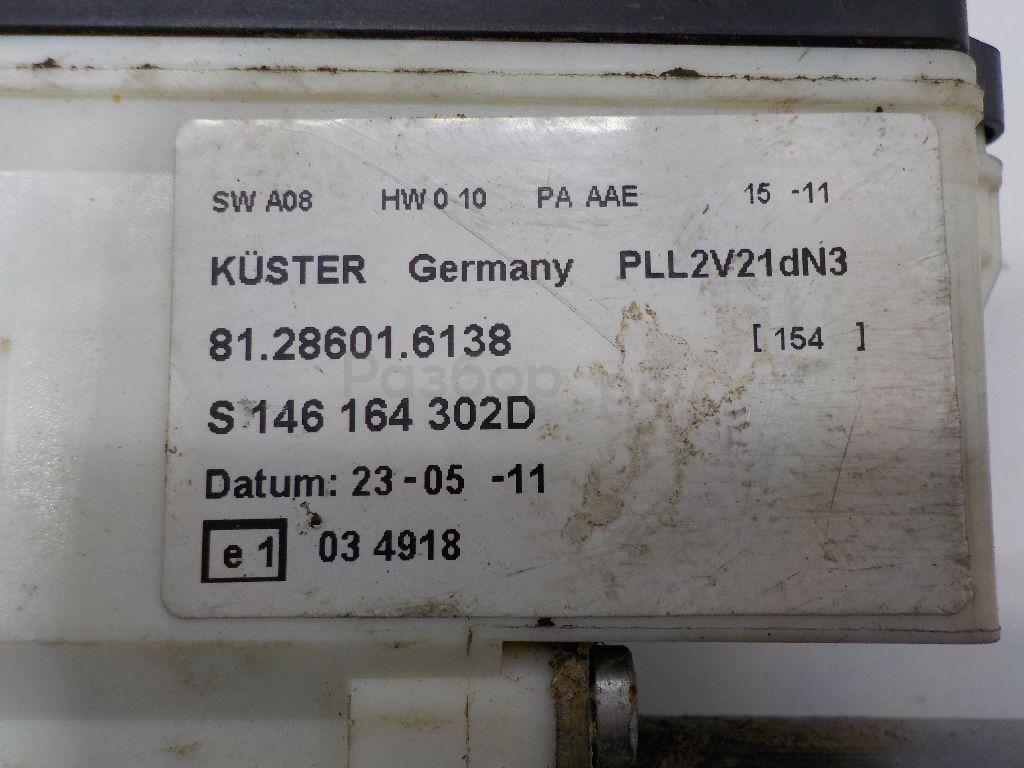 SW A08 HW 0 10 PA AAE 15 -11
KÜSTER Germany PLL2V21dN3
81.28601.6138 [ 154 ]
Разбор
S 146 164 302D
Datum: 23-05 -11
e 1 03 4918